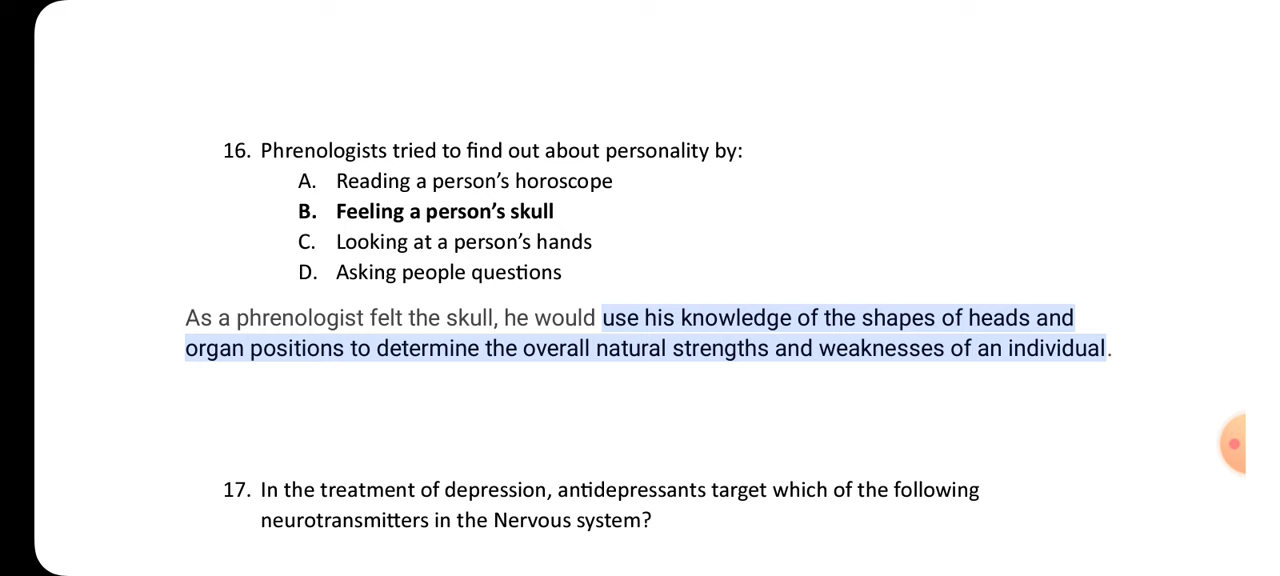 16. Phrenologists tried to find out about personality by:
A. Reading a person’s horoscope
B. Feeling a person’s skull
C. Looking at a person’s hands
D. Asking people questions
As a phrenologist felt the skull, he would use his knowledge of the shapes of heads and
organ positions to determine the overall natural strengths and weaknesses of an individual.
17. In the treatment of depression, antidepressants target which of the following
neurotransmitters in the Nervous system?